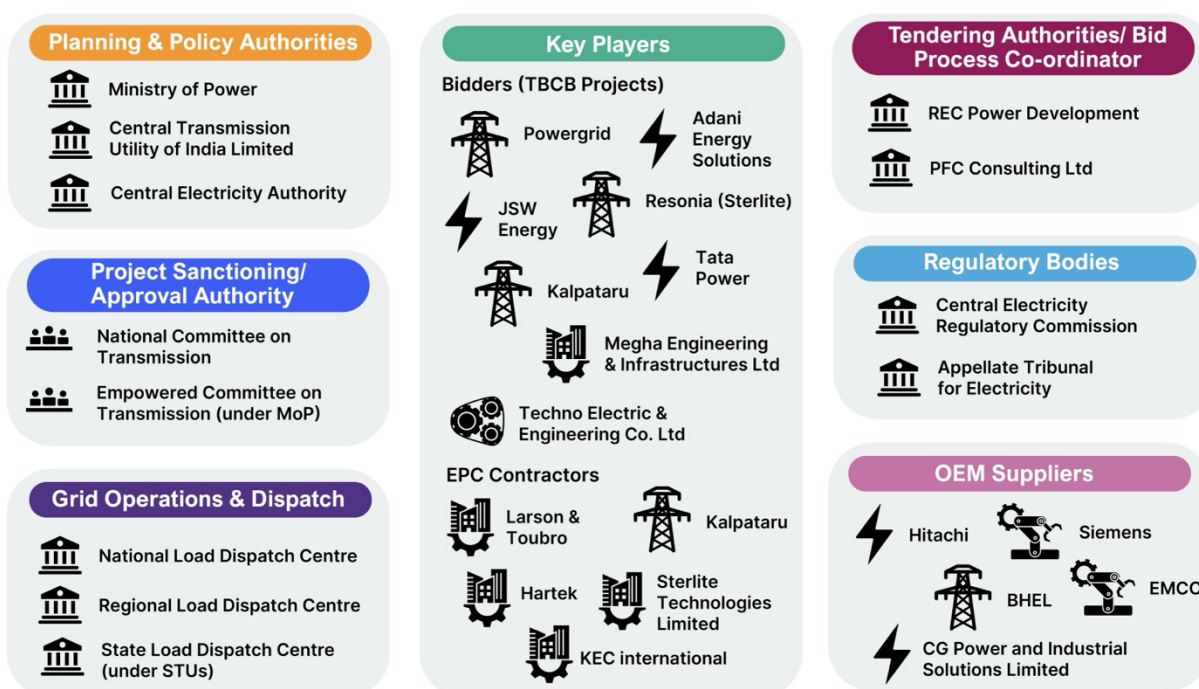 Planning & Policy Authorities
Ministry of Power
Central Transmission
Utility of India Limited
Central Electricity Authority
Project Sanctioning/
Approval Authority
National Committee on
Transmission
Empowered Committee on
Transmission (under MoP)
Grid Operations & Dispatch
National Load Dispatch Centre
Regional Load Dispatch Centre
State Load Dispatch Centre
(under STUs)
Key Players
Bidders (TBCB Projects)
Powergrid
Adani
Energy
Solutions
JSW
Energy
Resonia (Sterlite)
Tata
Power
Kalpataru
Megha Engineering
& Infrastructures Ltd
Techno Electric &
Engineering Co. Ltd
EPC Contractors
Larson &
Toubro
Kalpataru
Hartek
Sterlite
Technologies
Limited
KEC international
Tendering Authorities/ Bid
Process Co-ordinator
REC Power Development
PFC Consulting Ltd
Regulatory Bodies
Central Electricity
Regulatory Commission
Appellate Tribunal
for Electricity
OEM Suppliers
Hitachi
Siemens
BHEL
EMCO
CG Power and Industrial
Solutions Limited